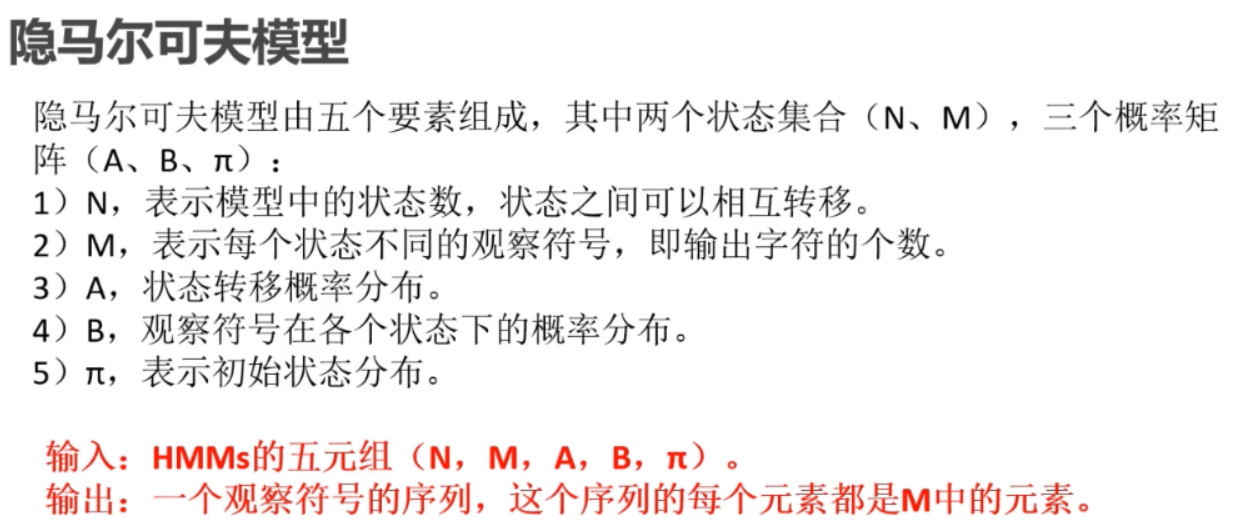 隐马尔可夫模型
隐马尔可夫模型由五个要素组成，其中两个状态集合（N、M），三个概率矩
阵（A、B、π）：
1）N，表示模型中的状态数，状态之间可以相互转移。
2）M，表示每个状态不同的观察符号，即输出字符的个数。
3）A，状态转移概率分布。
4）B，观察符号在各个状态下的概率分布。
5）π，表示初始状态分布。
输入：HMMs的五元组（N，M，A，B，π）。
输出：一个观察符号的序列，这个序列的每个元素都是M中的元素。